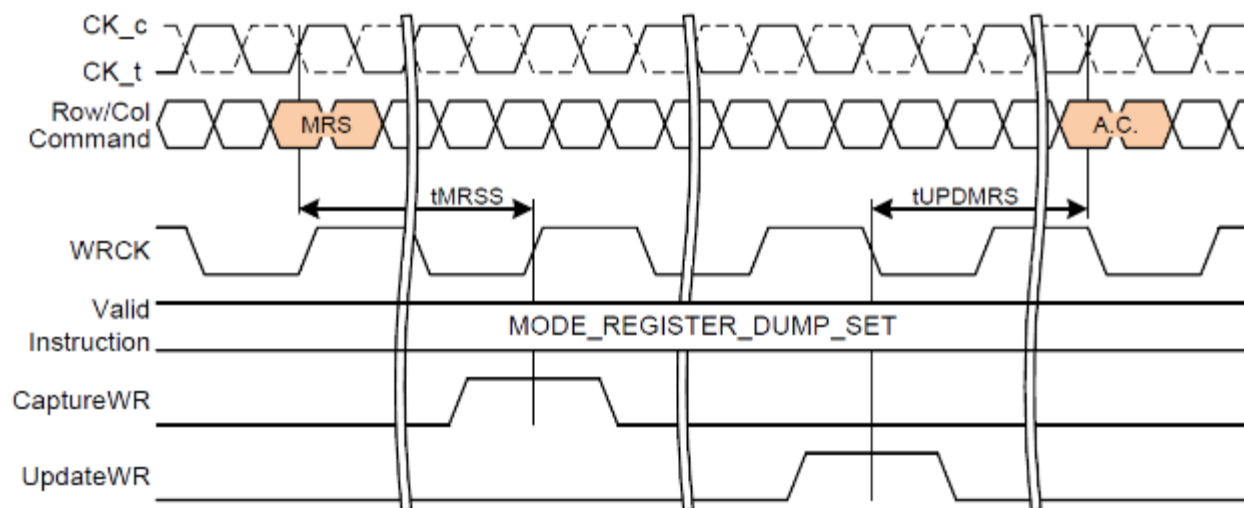 CK_c
CK_t
Row/Col
Command
MRS
A.C.
tMRSS
tUPDMRS
WRCK
Valid
Instruction
MODE_REGISTER_DUMP_SET
CaptureWR
UpdateWR